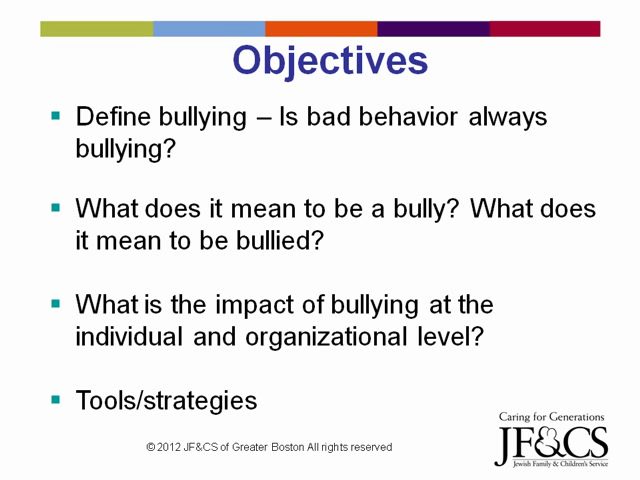 Objectives
Define bullying – Is bad behavior always
bullying?
What does it mean to be a bully? What does
it mean to be bullied?
What is the impact of bullying at the
individual and organizational level?
Tools/strategies
© 2012 JF&CS of Greater Boston All rights reserved
Caring for Generations
JF&CS
Jewish Family & Children's Service